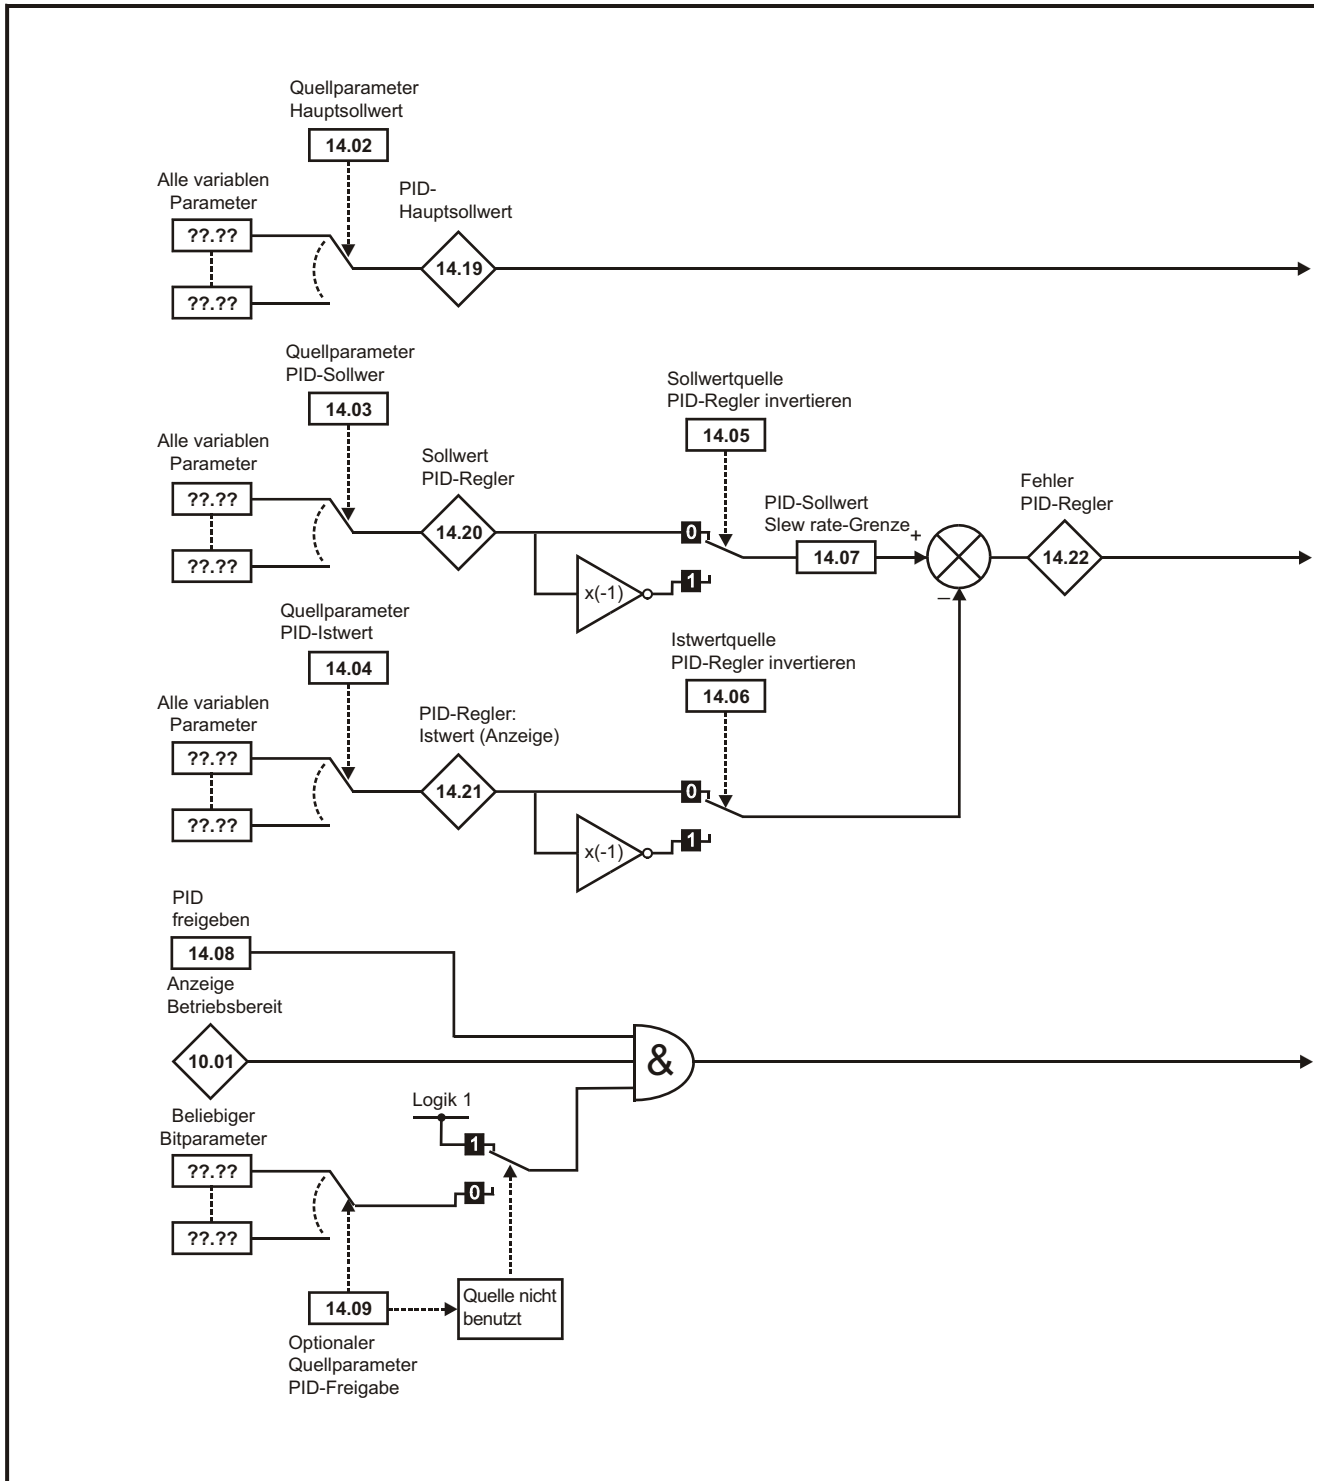 Quellparameter
Hauptsollwert
14.02
Alle variablen
Parameter
??.??
??.??
PID-
Hauptsollwert
14.19
Quellparameter
PID-Sollwer
14.03
Alle variablen
Parameter
??.??
??.??
Sollwert
PID-Regler
14.20
x(-1)
0
1
Sollwertquelle
PID-Regler invertieren
14.05
PID-Sollwert
Slew rate-Grenze
14.07
+
–
Fehler
PID-Regler
14.22
Quellparameter
PID-Istwert
14.04
Alle variablen
Parameter
??.??
??.??
PID-Regler:
Istwert (Anzeige)
14.21
x(-1)
0
1
Istwertquelle
PID-Regler invertieren
14.06
PID
freigeben
14.08
Anzeige
Betriebsbereit
10.01
&
Beliebiger
Bitparameter
??.??
??.??
Logik 1
1
0
14.09
Optionaler
Quellparameter
PID-Freigabe
Quelle nicht
benutzt